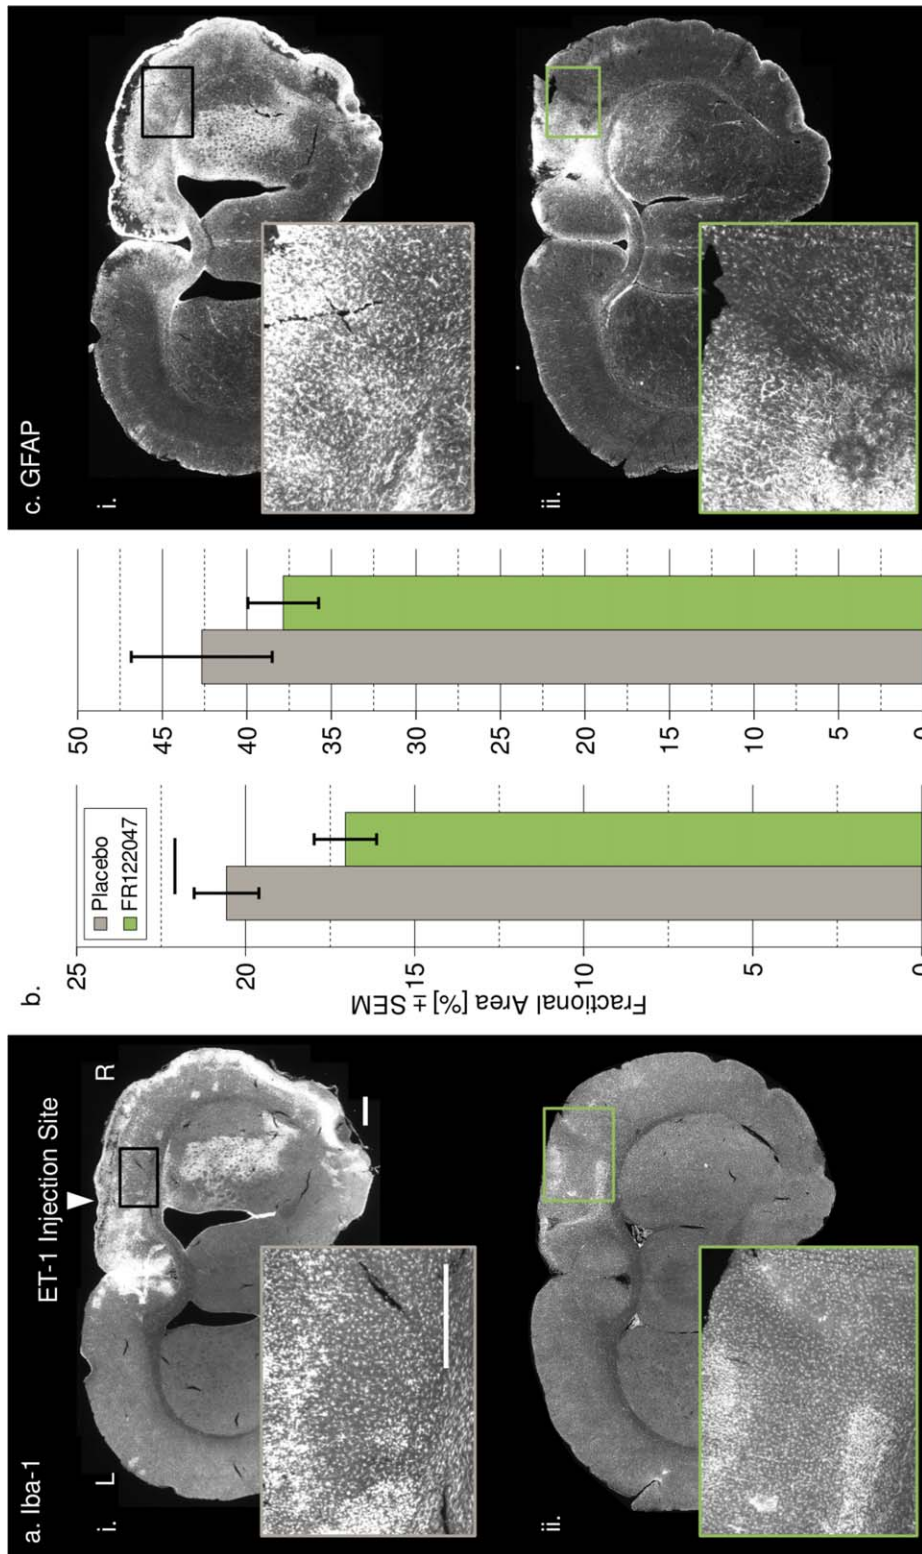 a. Iba-1
ET-1 Injection Site
L
R
i.
ii.
b.
Placebo
FR122047
Fractional Area [%] ± SEM
25
20
15
10
5
0
50
45
40
35
30
25
20
15
10
5
0
c. GFAP
i.
ii.